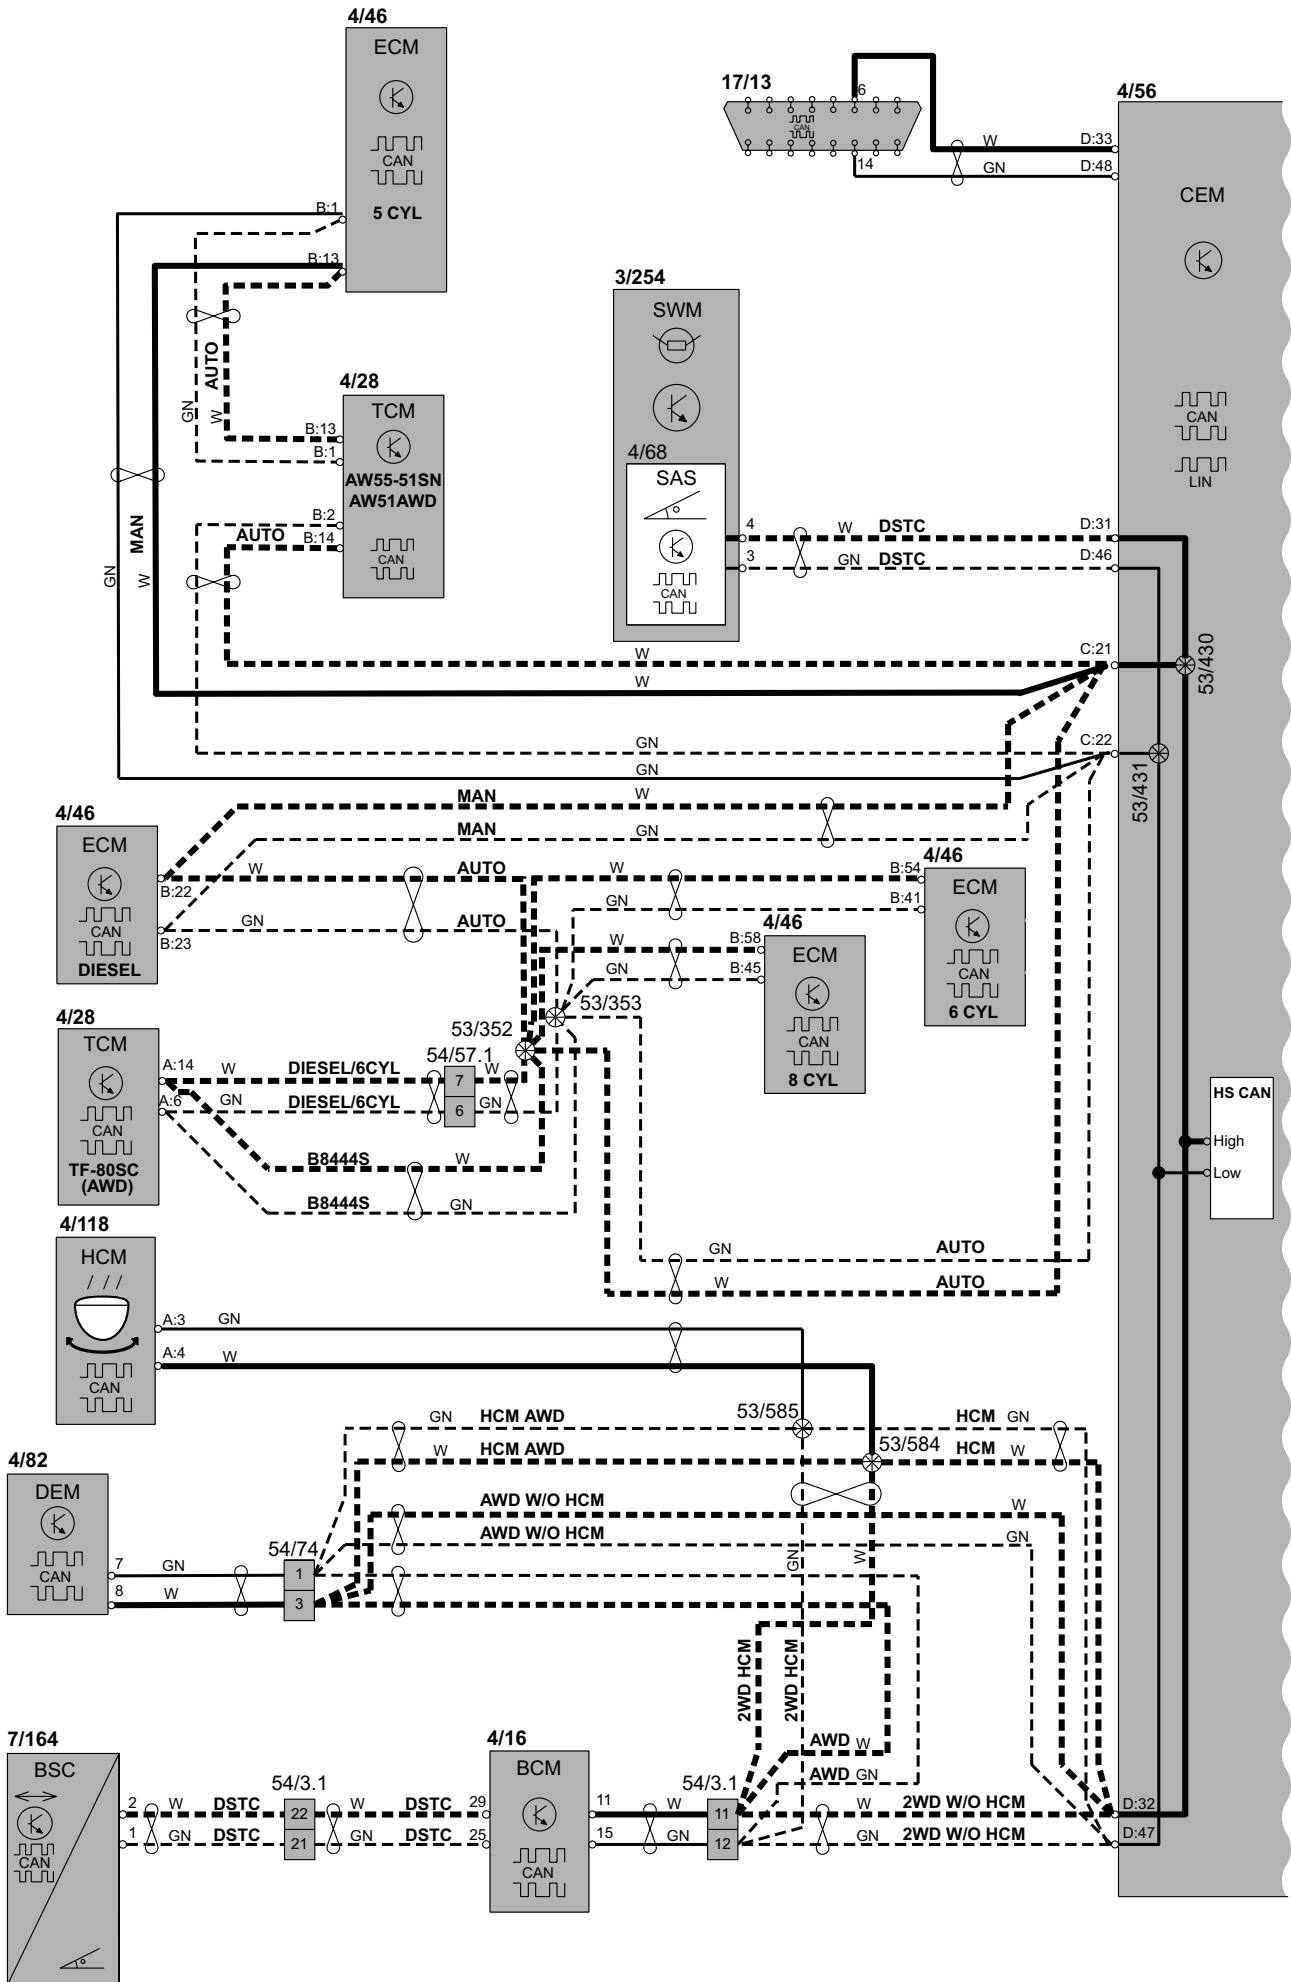 4/46
ECM
CAN
5 CYL
B:1
B:13
17/13
6
CAN
14
4/56
W
D:33
GN
D:48
CEM
CAN
LIN
3/254
SWM
4/68
SAS
CAN
4
W
DSTC
D:31
3
GN
DSTC
D:46
AUTO
GN
W
4/28
TCM
B:13
B:1
AW55-51SN
AW51AWD
B:2
AUTO
B:14
CAN
MAN
GN
W
W
C:21
W
53/430
GN
C:22
GN
53/431
MAN
W
MAN
GN
4/46
ECM
CAN
DIESEL
B:22
B:23
W
AUTO
GN
AUTO
W
B:54
GN
B:41
4/46
ECM
CAN
6 CYL
4/46
W
B:58
GN
B:45
ECM
CAN
8 CYL
53/353
53/352
4/28
TCM
CAN
TF-80SC
(AWD)
A:14
W
DIESEL/6CYL
54/57.1
7
W
A:6
GN
DIESEL/6CYL
6
GN
B8444S
W
B8444S
GN
HS CAN
High
Low
GN
AUTO
W
AUTO
4/118
HCM
CAN
A:3
GN
A:4
W
GN
HCM AWD
53/585
HCM
GN
W
HCM AWD
53/584
HCM
W
4/82
DEM
CAN
AWD W/O HCM
W
AWD W/O HCM
GN
54/74
7
GN
1
8
W
3
GN
W
2WD HCM
2WD HCM
AWD
W
AWD
GN
7/164
BSC
CAN
2
W
DSTC
54/3.1
22
W
DSTC
29
1
GN
DSTC
21
GN
DSTC
25
4/16
BCM
CAN
11
W
54/3.1
11
W
2WD W/O HCM
D:32
15
GN
12
GN
2WD W/O HCM
D:47